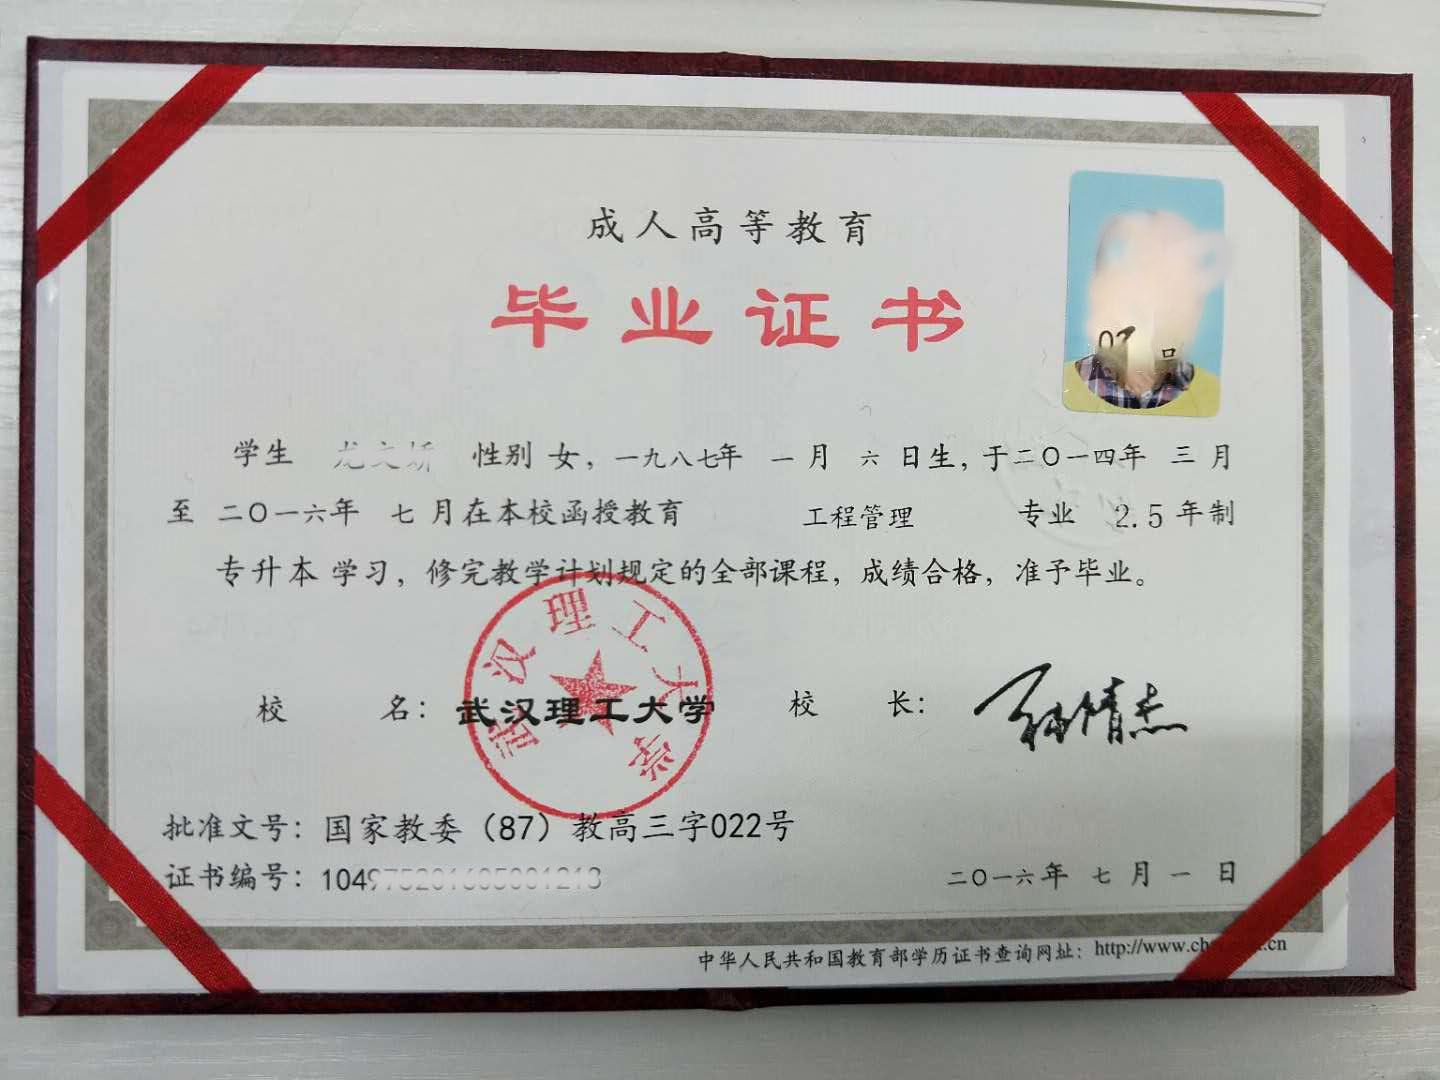 成人高等教育
毕业证书
学生 性别 女，一九八七年 一月 六日生，于二〇一四年 三月
至 二〇一六年 七月在本校函授教育 工程管理 专业 2.5年制
专升本 学习，修完教学计划规定的全部课程，成绩合格，准予毕业。
校 名：武汉理工大学 校 长：
武汉理工大学
批准文号：国家教委（87）教高三字022号
证书编号：
二〇一六年 七月一日
中华人民共和国教育部学历证书查询网址：http://www.